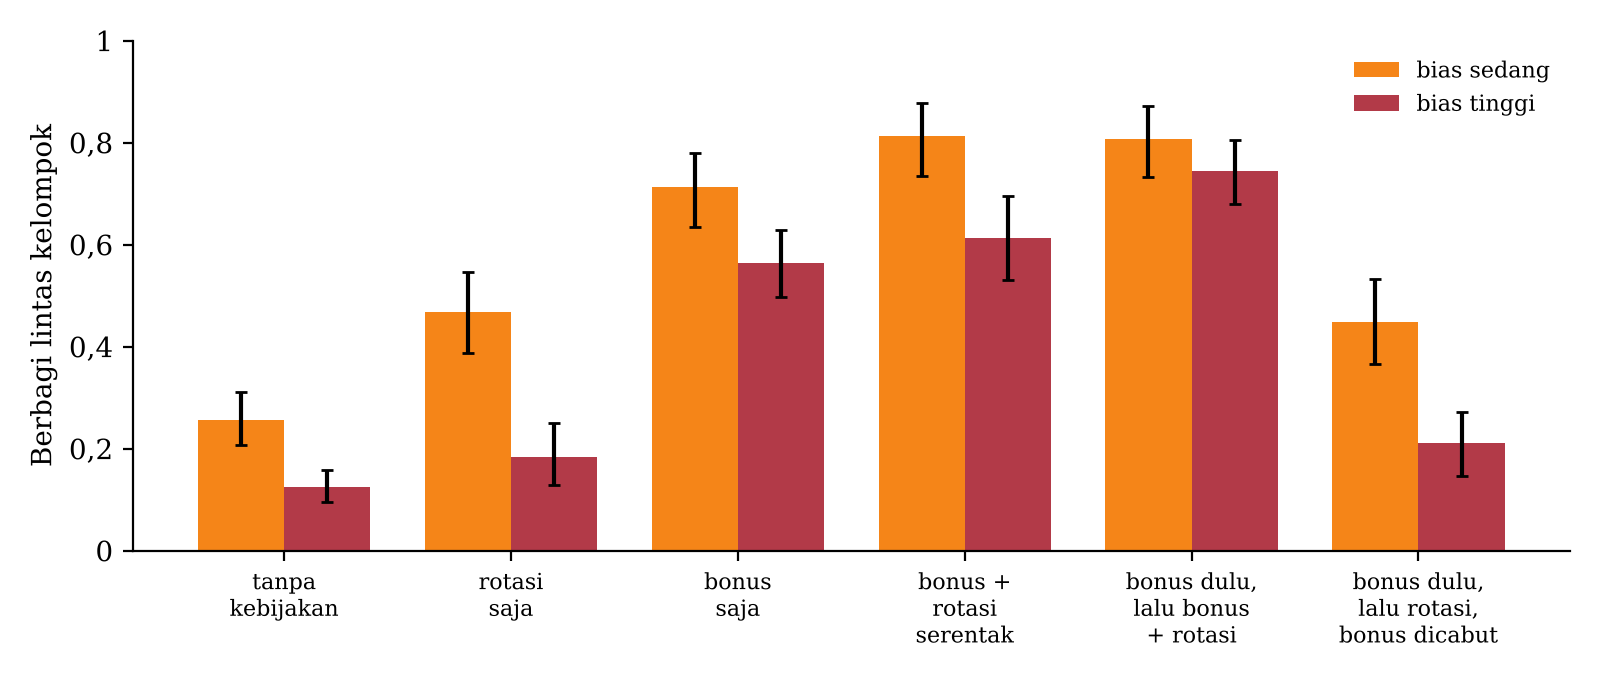 Berbagi lintas kelompok
1
0,8
0,6
0,4
0,2
0
bias sedang
bias tinggi
tanpa
kebijakan
rotasi
saja
bonus
saja
bonus +
rotasi
serentak
bonus dulu,
lalu bonus
+ rotasi
bonus dulu,
lalu rotasi,
bonus dicabut